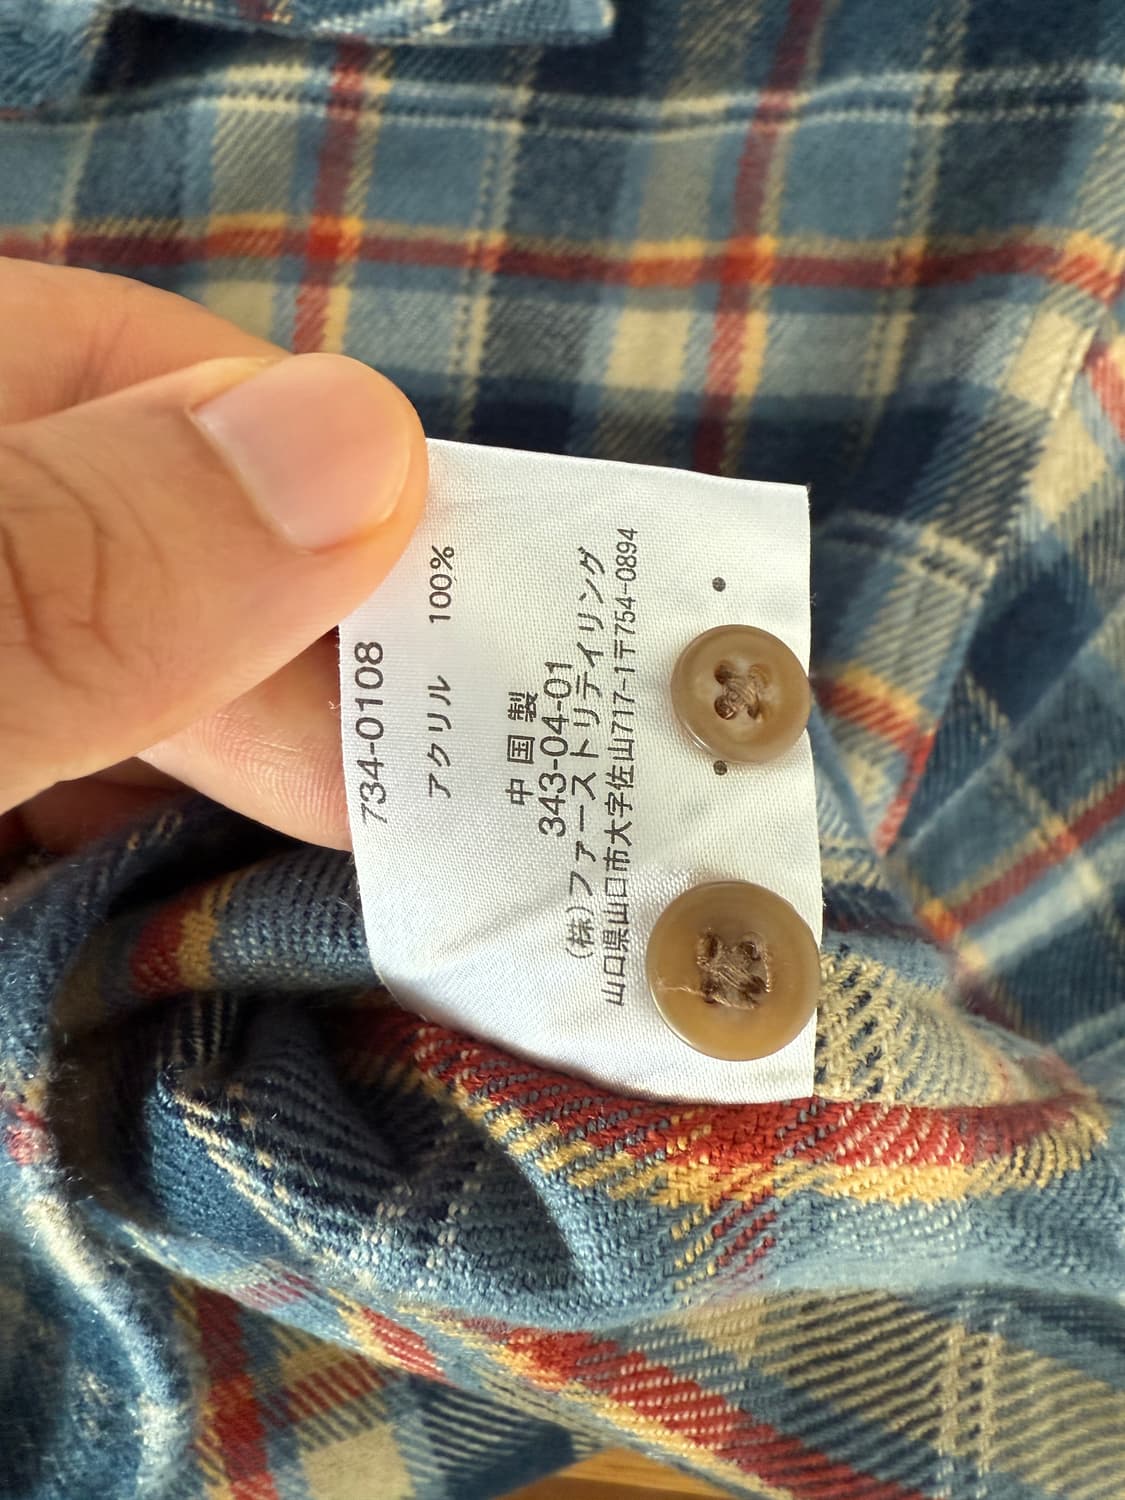 734-0108
アクリル 100%
中国製
343-04-01
(株)ファーストリテイリング
山口県山口市大字佐山717-1〒754-0894